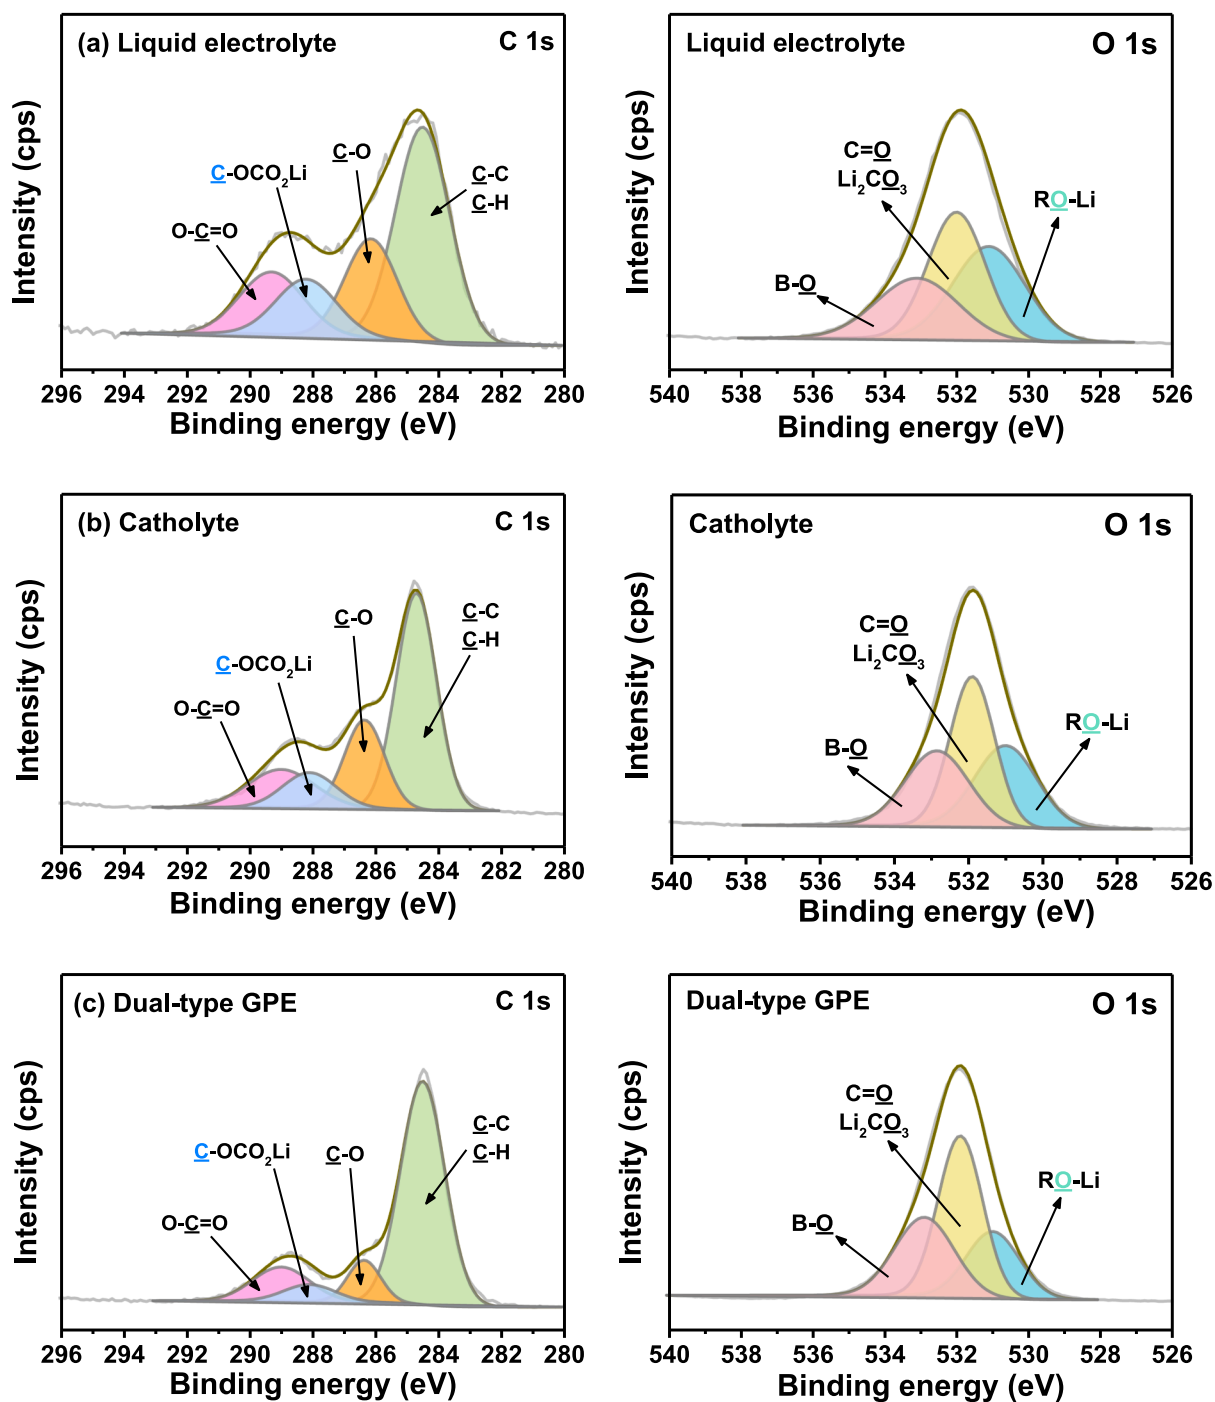 (a) Liquid electrolyte
C 1s
C-O
C-OCO₂Li
C-C
C-H
O-C=O
Intensity (cps)
296 294 292 290 288 286 284 282 280
Binding energy (eV)
Liquid electrolyte
O 1s
C=O
Li₂CO₃
RO-Li
B-O
Intensity (cps)
540 538 536 534 532 530 528 526
Binding energy (eV)
(b) Catholyte
C 1s
C-O
C-C
C-H
C-OCO₂Li
O-C=O
Intensity (cps)
296 294 292 290 288 286 284 282 280
Binding energy (eV)
Catholyte
O 1s
C=O
Li₂CO₃
RO-Li
B-O
Intensity (cps)
540 538 536 534 532 530 528 526
Binding energy (eV)
(c) Dual-type GPE
C 1s
C-C
C-H
C-OCO₂Li
C-O
O-C=O
Intensity (cps)
296 294 292 290 288 286 284 282 280
Binding energy (eV)
Dual-type GPE
O 1s
C=O
Li₂CO₃
RO-Li
B-O
Intensity (cps)
540 538 536 534 532 530 528 526
Binding energy (eV)